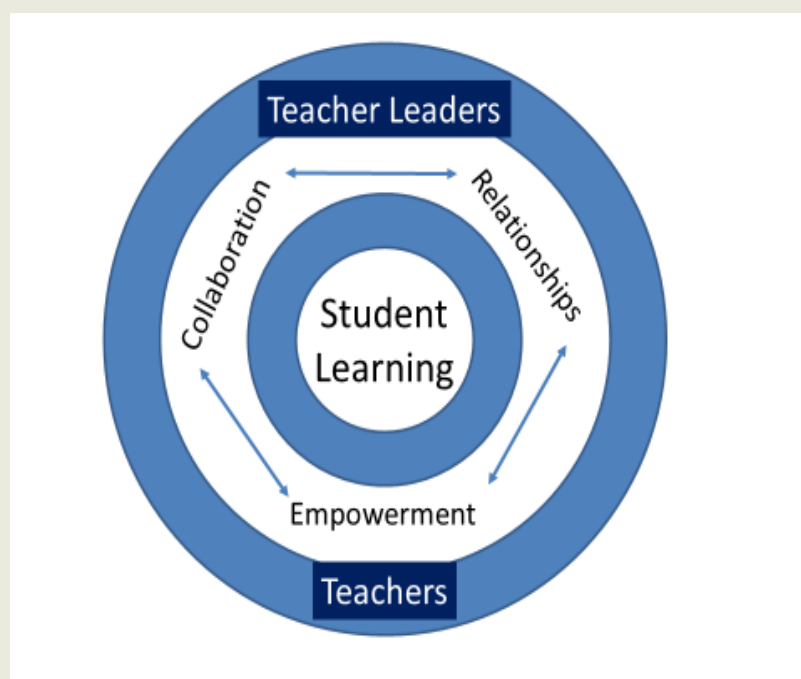 Teacher Leaders
Collaboration
Relationships
Student
Learning
Empowerment
Teachers